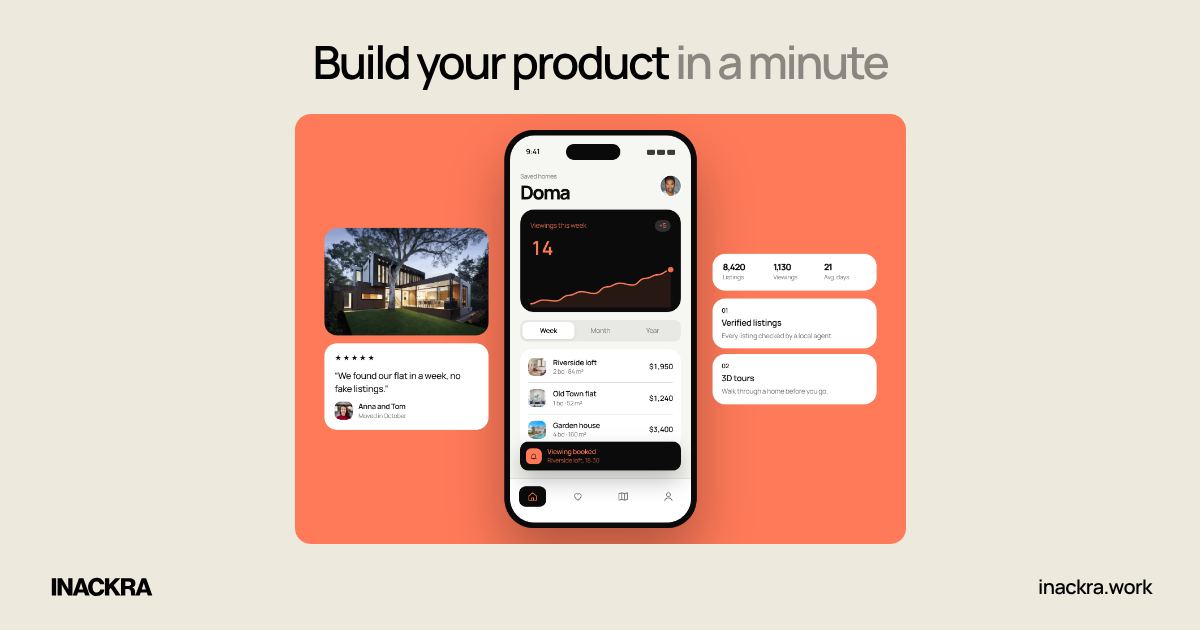 Build your product in a minute
★★★★★
"We found our flat in a week, no
fake listings."
Anna and Tom
Moved in October
9:41
Saved homes
Doma
Viewings this week
+5
14
Week
Month
Year
Riverside loft
2 bd · 84 m²
$1,950
Old Town flat
1 bd · 52 m²
$1,240
Garden house
4 bd · 160 m²
$3,400
Viewing booked
Riverside loft, 18:30
8,420
Listings
1,130
Viewings
21
Avg. days
01
Verified listings
Every listing checked by a local agent.
02
3D tours
Walk through a home before you go.
INACKRA
inackra.work